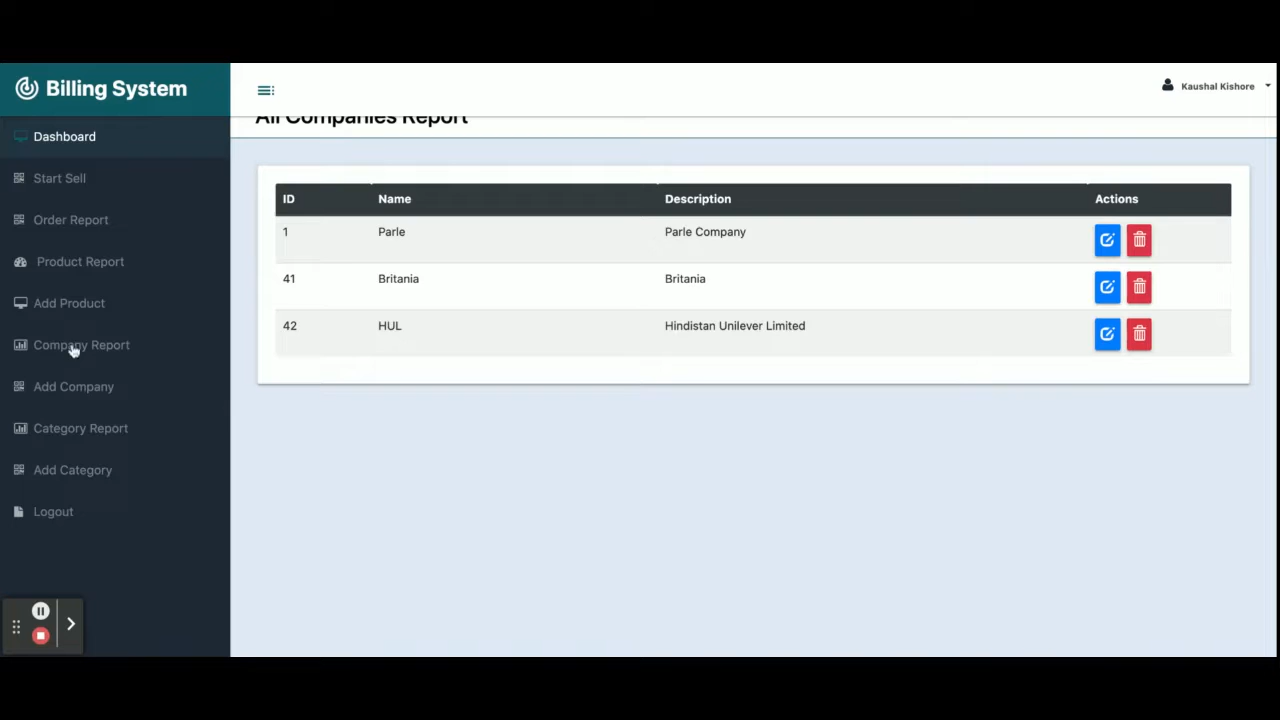 Billing System
Kaushal Kishore
All Companies Report
Dashboard
Start Sell
Order Report
Product Report
Add Product
Company Report
Add Company
Category Report
Add Category
Logout
ID Name Description Actions
1 Parle Parle Company
41 Britania Britania
42 HUL Hindistan Unilever Limited